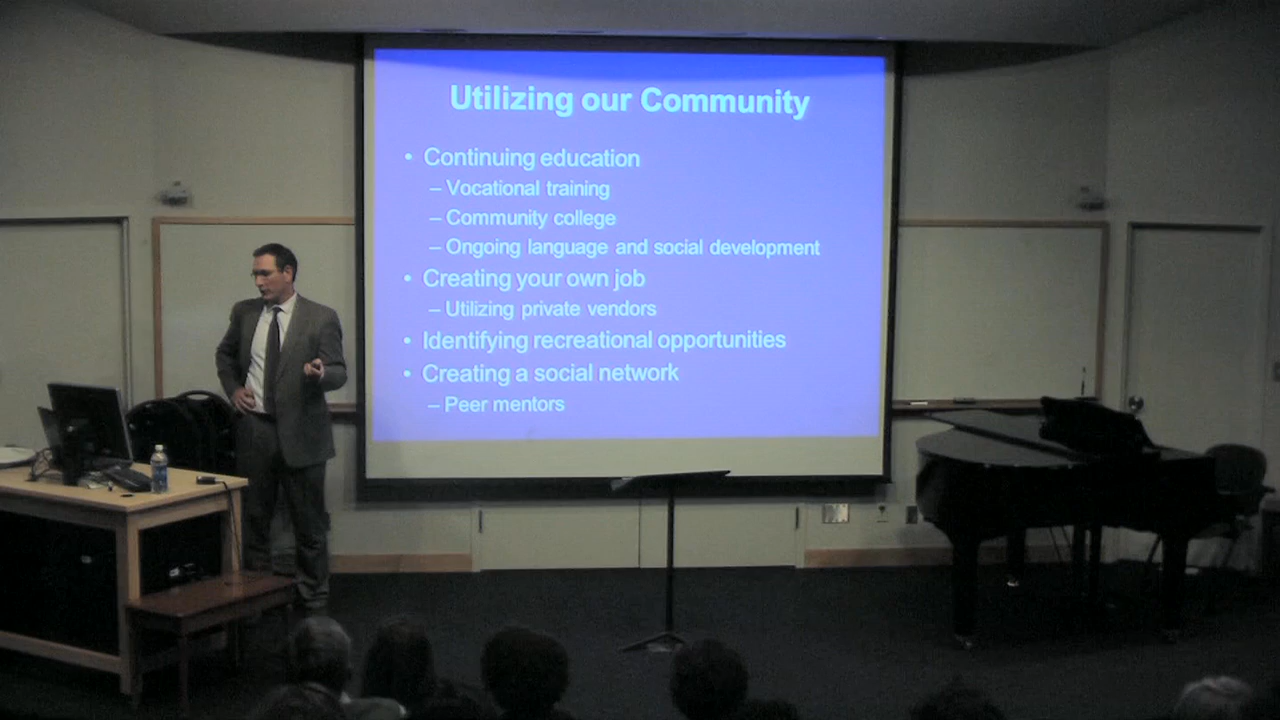 Utilizing our Community
• Continuing education
– Vocational training
– Community college
– Ongoing language and social development
• Creating your own job
– Utilizing private vendors
• Identifying recreational opportunities
• Creating a social network
– Peer mentors